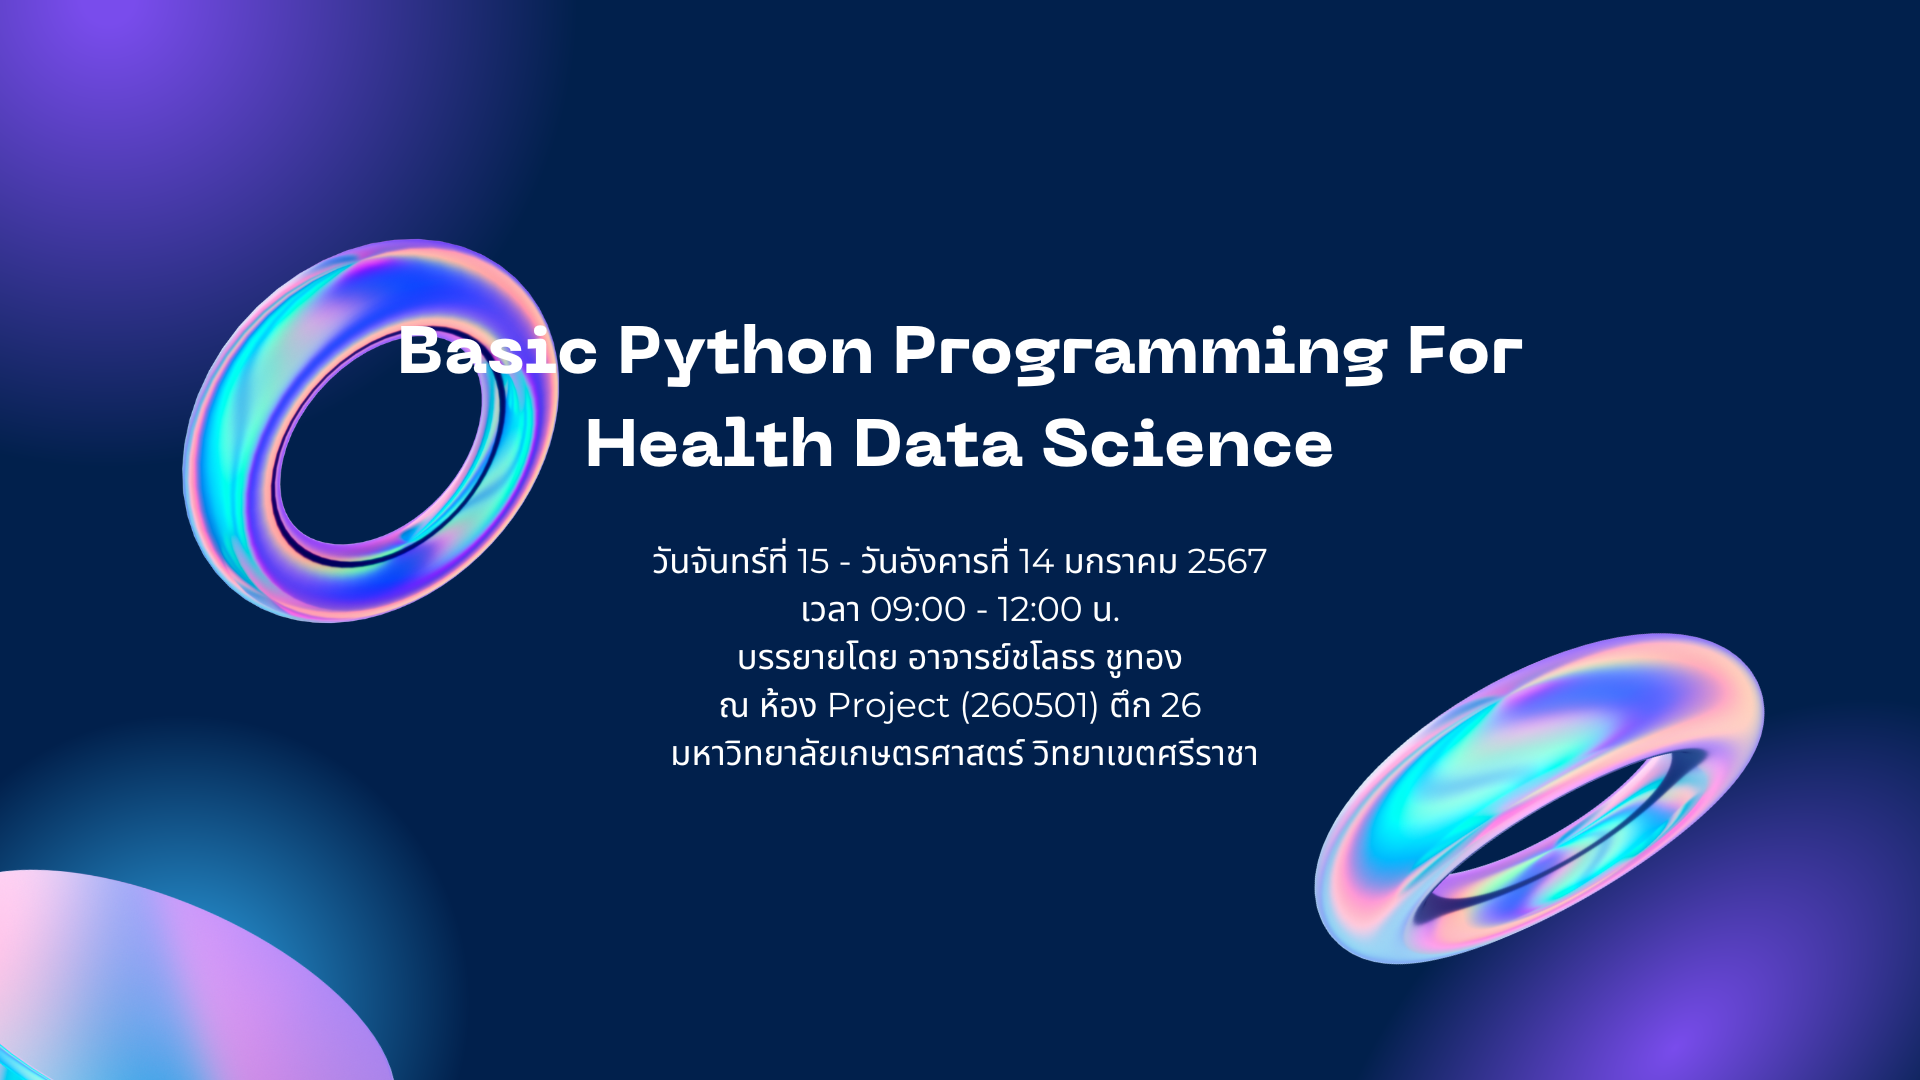 Basic Python Programming For
Health Data Science
วันจันทร์ที่ 15 - วันอังคารที่ 14 มกราคม 2567
เวลา 09:00 - 12:00 น.
บรรยายโดย อาจารย์ชโลธร ชูทอง
ณ ห้อง Project (260501) ตึก 26
มหาวิทยาลัยเกษตรศาสตร์ วิทยาเขตศรีราชา